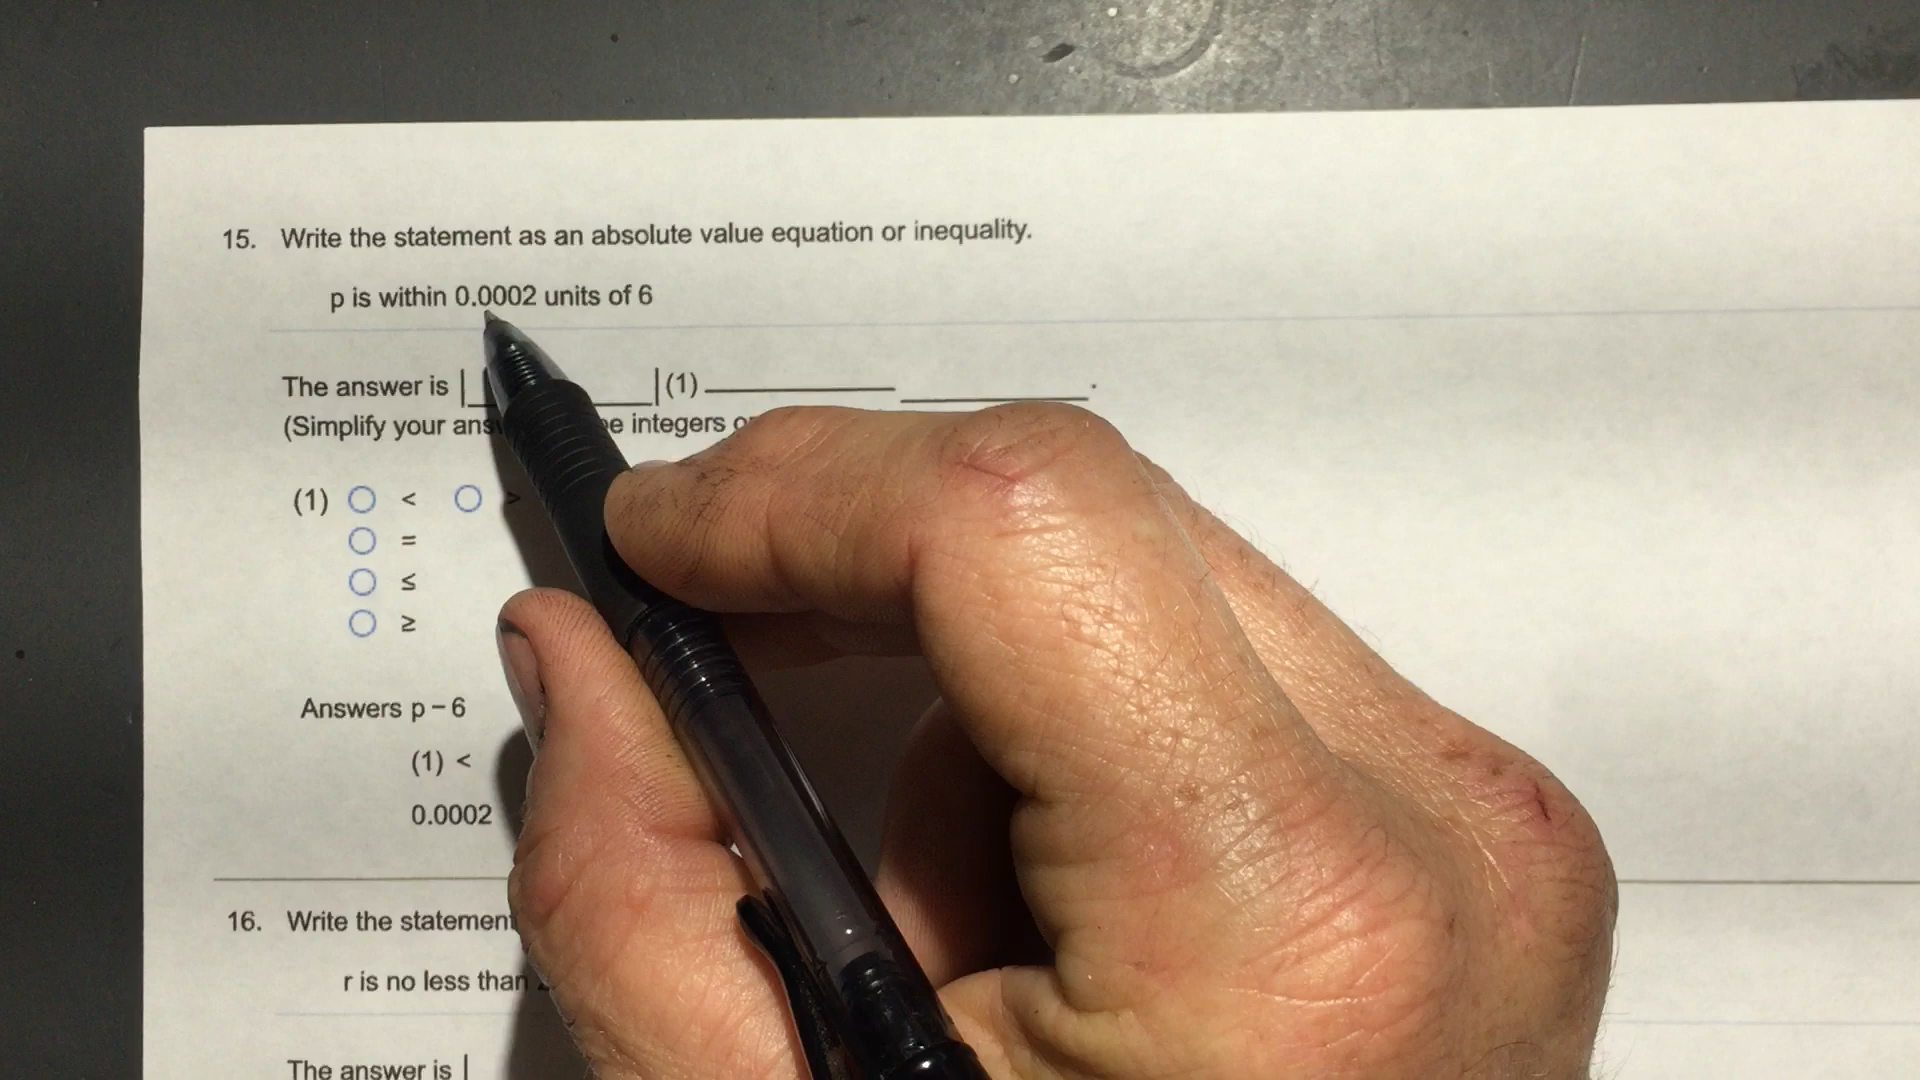 15. Write the statement as an absolute value equation or inequality.
p is within 0.0002 units of 6
The answer is | | (1) .
(Simplify your integers
(1) < >
=
≤
≥
Answers p − 6
(1) <
0.0002
16. Write the statement
r is no less than
The answer is |